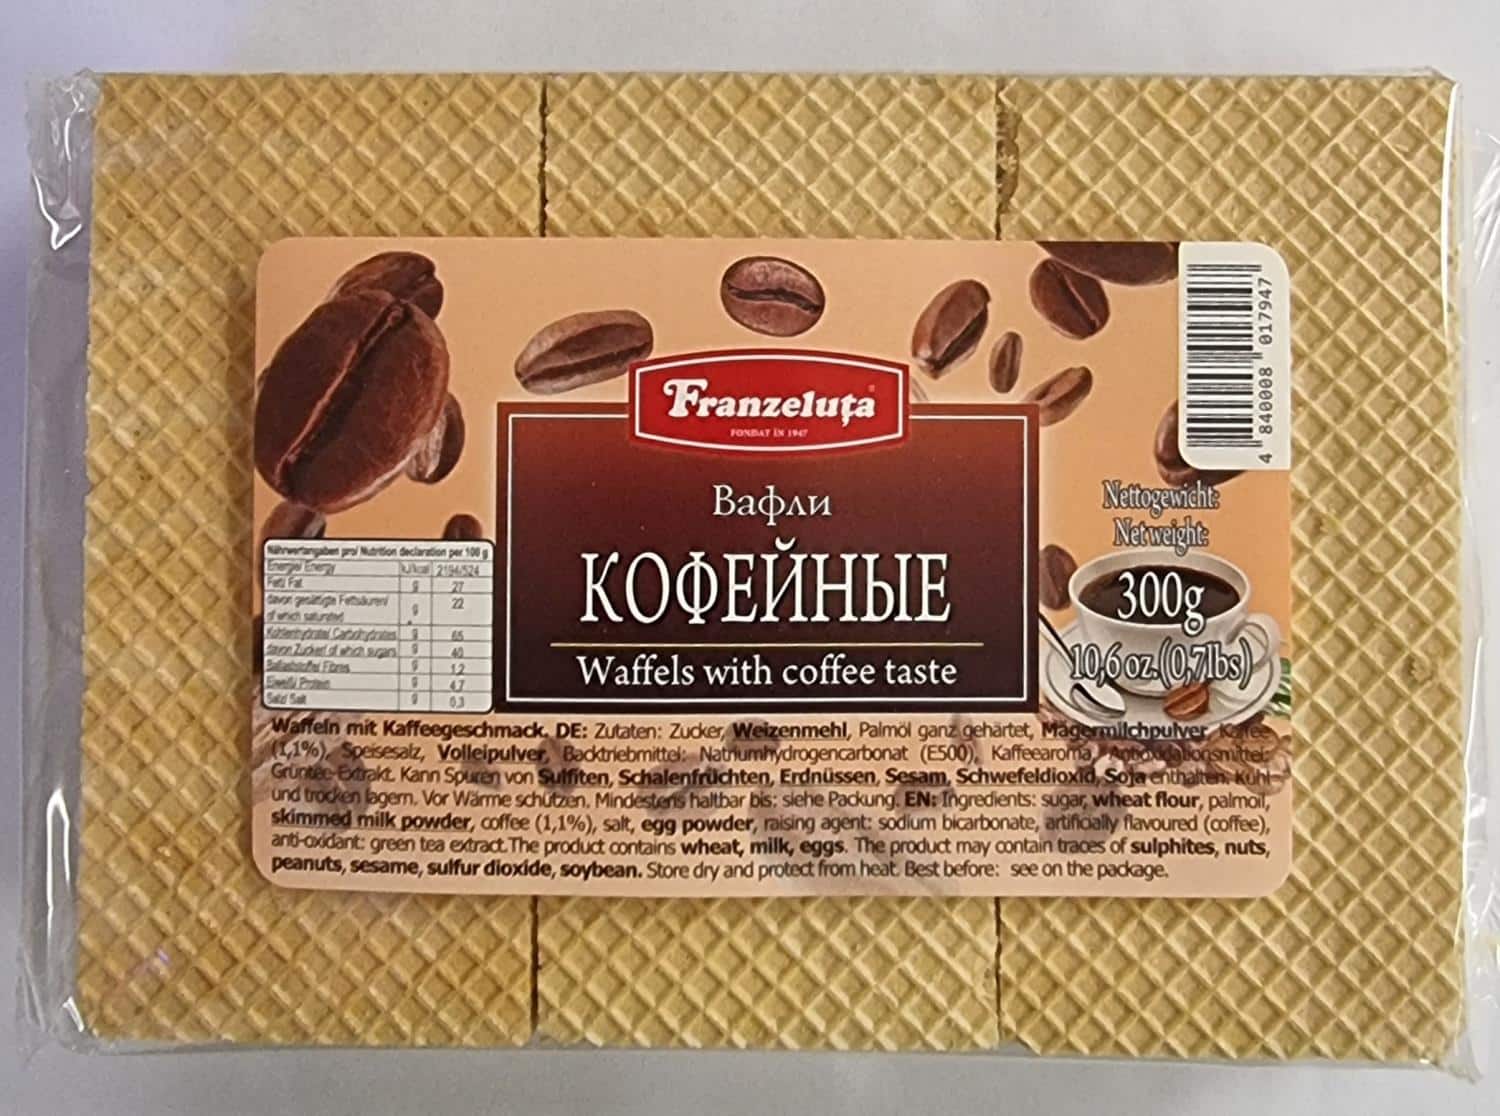 Franzeluța
FONDAT ÎN 1947
Вафли
КОФЕЙНЫЕ
Waffels with coffee taste
4 840008 017947
Nettogewicht:
Net weight:
300g
10,6 oz.(0,7lbs)
Nährwertangaben pro/ Nutrition declaration per 100 g
Energie/ Energy kJ/kcal 2194/524
Fett/ Fat g 27
davon gesättigte Fettsäuren/
of which saturated g 22
Kohlenhydrate/ Carbohydrates g 65
davon Zucker/ of which sugars g 40
Ballaststoffe/ Fibres g 1,2
Eiweiß/ Protein g 4,7
Salz/ Salt g 0,3
Waffeln mit Kaffeegeschmack. DE: Zutaten: Zucker, Weizenmehl, Palmöl ganz gehärtet, Magermilchpulver, Kaffee
(1,1%), Speisesalz, Volleipulver, Backtriebmittel: Natriumhydrogencarbonat (E500), Kaffeearoma, Antioxidationsmittel:
Grüntee-Extrakt. Kann Spuren von Sulfiten, Schalenfrüchten, Erdnüssen, Sesam, Schwefeldioxid, Soja enthalten. Kühl-
und trocken lagern. Vor Wärme schützen. Mindestens haltbar bis: siehe Packung. EN: Ingredients: sugar, wheat flour, palmoil,
skimmed milk powder, coffee (1,1%), salt, egg powder, raising agent: sodium bicarbonate, artificially flavoured (coffee),
anti-oxidant: green tea extract.The product contains wheat, milk, eggs. The product may contain traces of sulphites, nuts,
peanuts, sesame, sulfur dioxide, soybean. Store dry and protect from heat. Best before: see on the package.